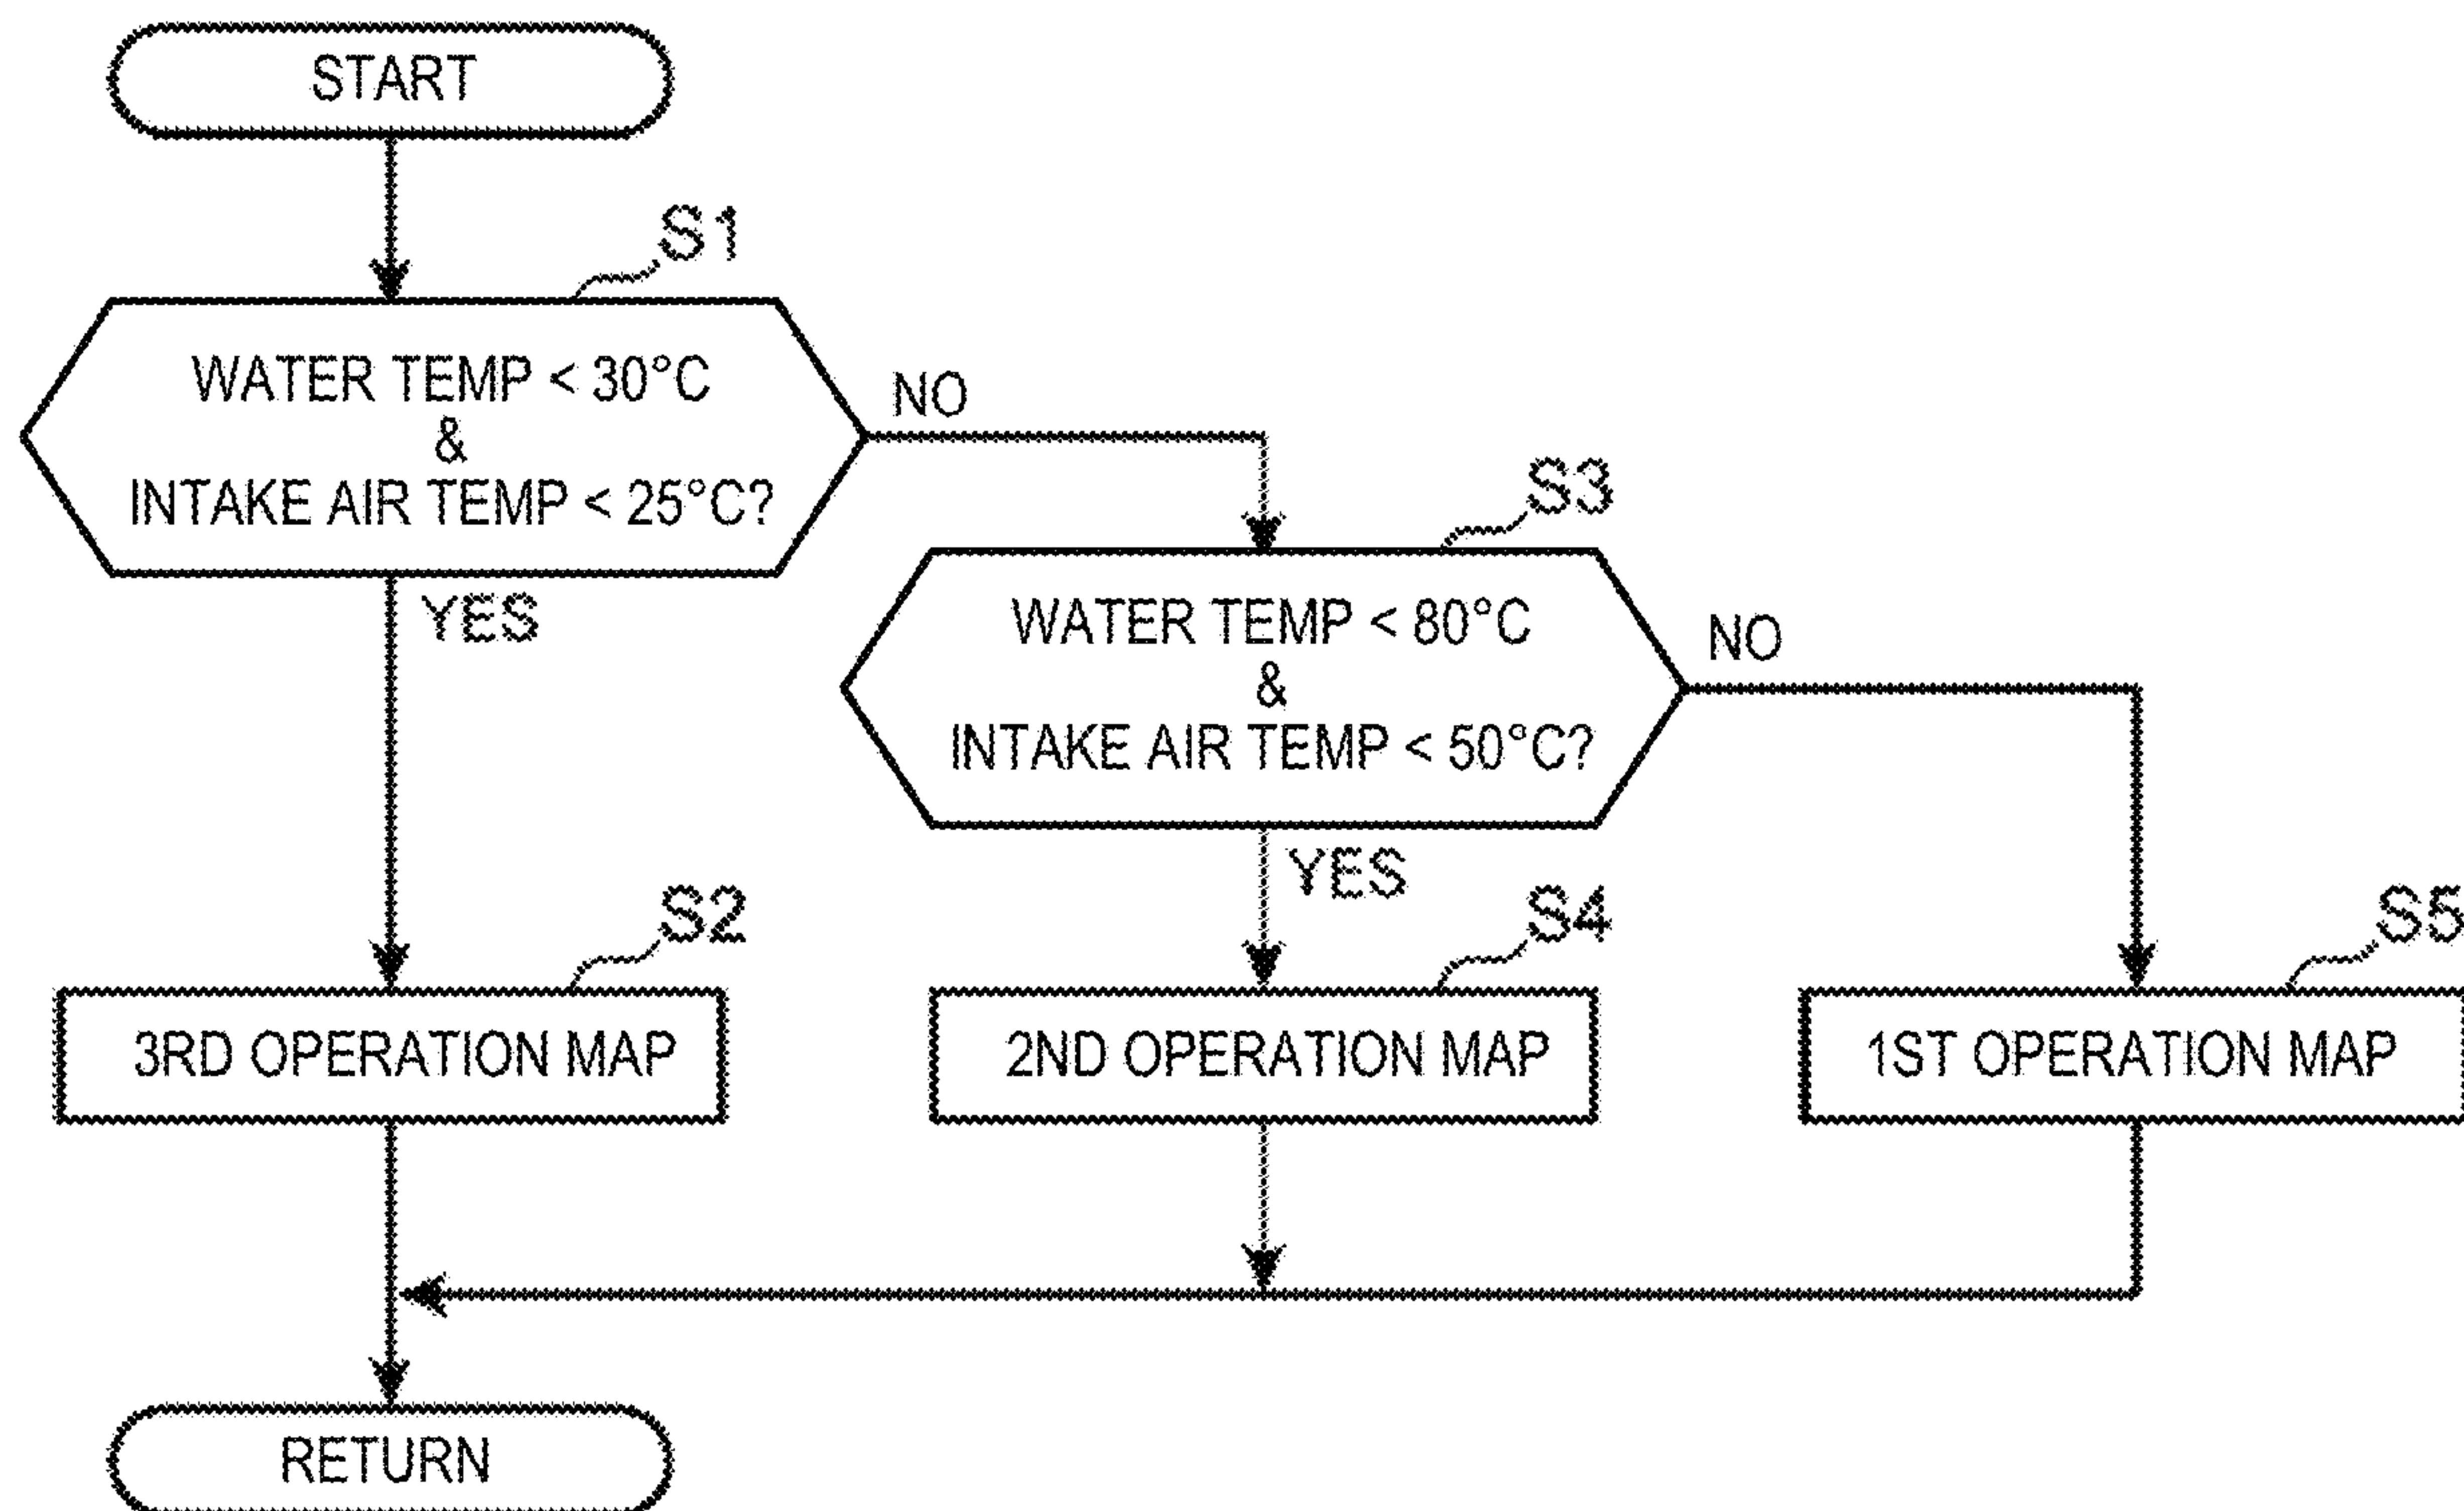 START
S1
WATER TEMP < 30°C
&
INTAKE AIR TEMP < 25°C?
NO
YES
S3
WATER TEMP < 80°C
&
INTAKE AIR TEMP < 50°C?
NO
YES
S2
3RD OPERATION MAP
S4
2ND OPERATION MAP
S5
1ST OPERATION MAP
RETURN